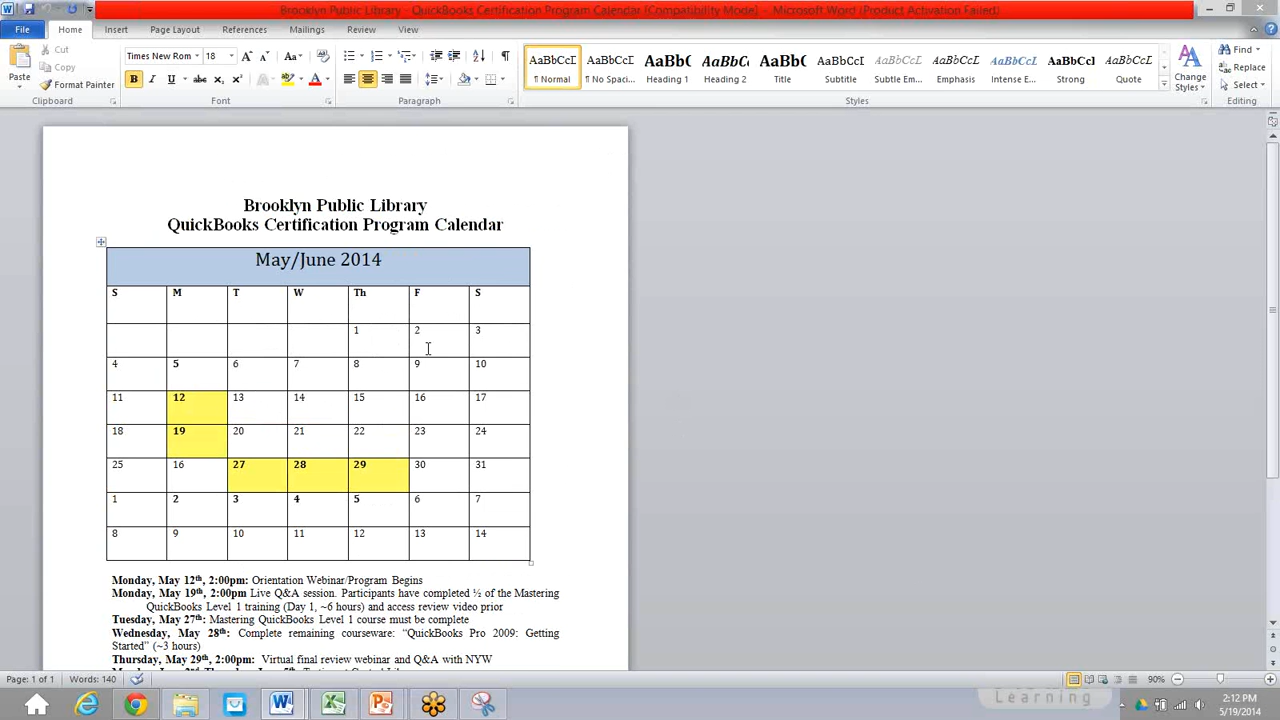 Brooklyn Public Library - QuickBooks Certification Program Calendar [Compatibility Mode] - Microsoft Word (Product Activation Failed)
File Home Insert Page Layout References Mailings Review View
Cut
Copy
Format Painter
Paste
Clipboard
Times New Rom 18
Font
Paragraph
AaBbCcI AaBbCcI AaBbC AaBbCc AaBbC AaBbCcI AaBbCcI AaBbCcI AaBbCcI AaBbCcI AaBbCcI
¶ Normal ¶ No Spaci... Heading 1 Heading 2 Title Subtitle Subtle Em... Emphasis Intense E... Strong Quote
Change Styles
Styles
Find
Replace
Select
Editing
Brooklyn Public Library
QuickBooks Certification Program Calendar
May/June 2014
S M T W Th F S
1 2 3
4 5 6 7 8 9 10
11 12 13 14 15 16 17
18 19 20 21 22 23 24
25 16 27 28 29 30 31
1 2 3 4 5 6 7
8 9 10 11 12 13 14
Monday, May 12th, 2:00pm: Orientation Webinar/Program Begins
Monday, May 19th, 2:00pm Live Q&A session. Participants have completed ½ of the Mastering
QuickBooks Level 1 training (Day 1, ~6 hours) and access review video prior
Tuesday, May 27th: Mastering QuickBooks Level 1 course must be complete
Wednesday, May 28th: Complete remaining courseware: “QuickBooks Pro 2009: Getting
Started” (~3 hours)
Thursday, May 29th, 2:00pm: Virtual final review webinar and Q&A with NYW
Page: 1 of 1 Words: 140 90%
Learning
2:12 PM
5/19/2014